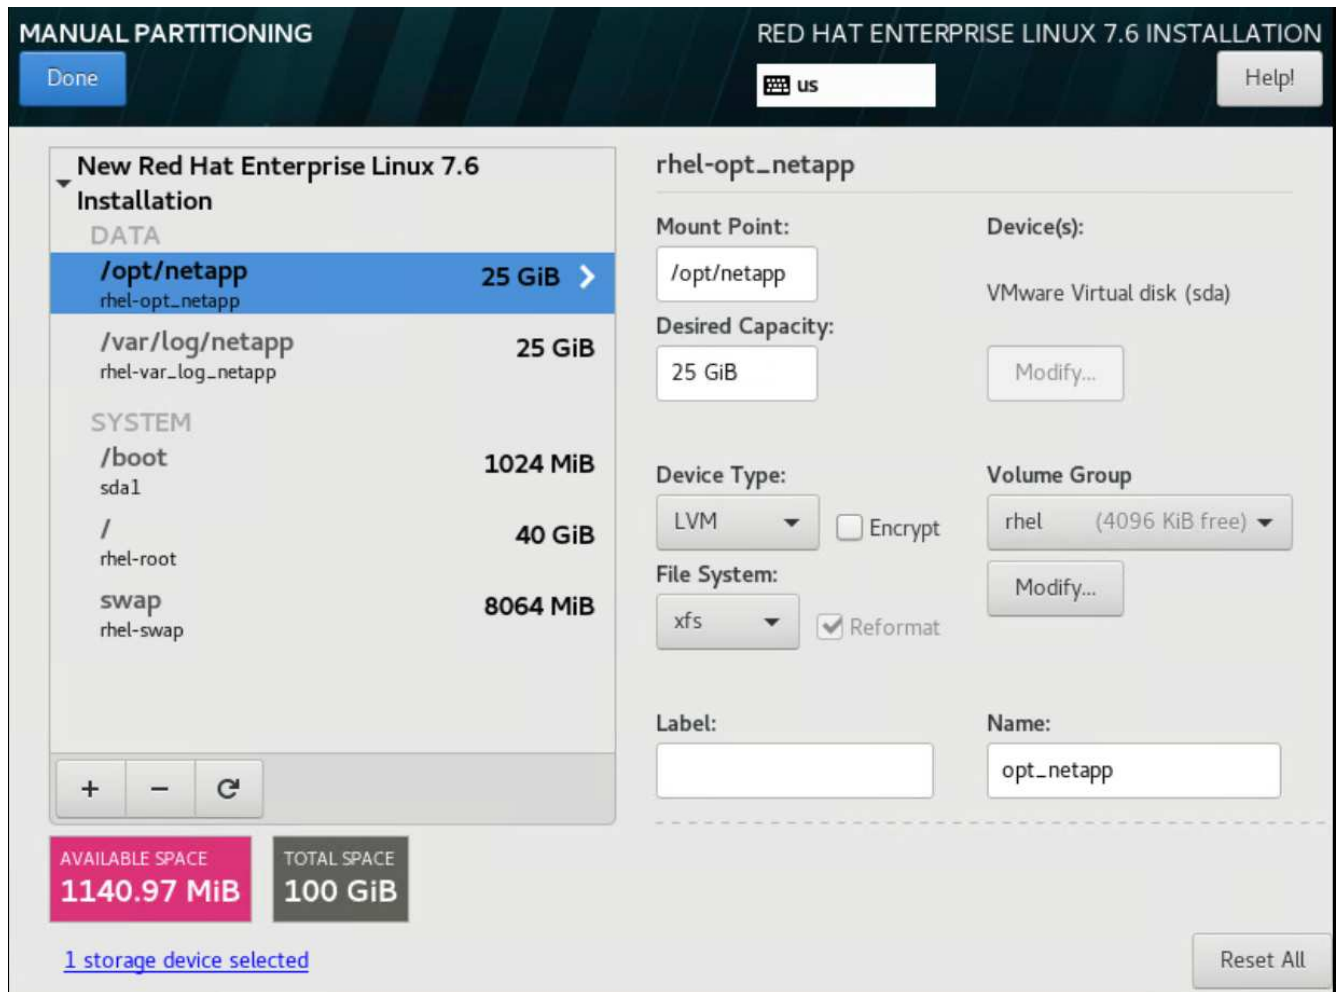 MANUAL PARTITIONING
RED HAT ENTERPRISE LINUX 7.6 INSTALLATION
Done
us
Help!
New Red Hat Enterprise Linux 7.6
Installation
DATA
/opt/netapp
25 GiB
rhel-opt_netapp
/var/log/netapp
25 GiB
rhel-var_log_netapp
SYSTEM
/boot
1024 MiB
sda1
/
40 GiB
rhel-root
swap
8064 MiB
rhel-swap
+ −
AVAILABLE SPACE
1140.97 MiB
TOTAL SPACE
100 GiB
1 storage device selected
rhel-opt_netapp
Mount Point:
/opt/netapp
Device(s):
VMware Virtual disk (sda)
Desired Capacity:
25 GiB
Modify...
Device Type:
LVM
Encrypt
Volume Group
rhel (4096 KiB free)
Modify...
File System:
xfs
Reformat
Label:
Name:
opt_netapp
Reset All